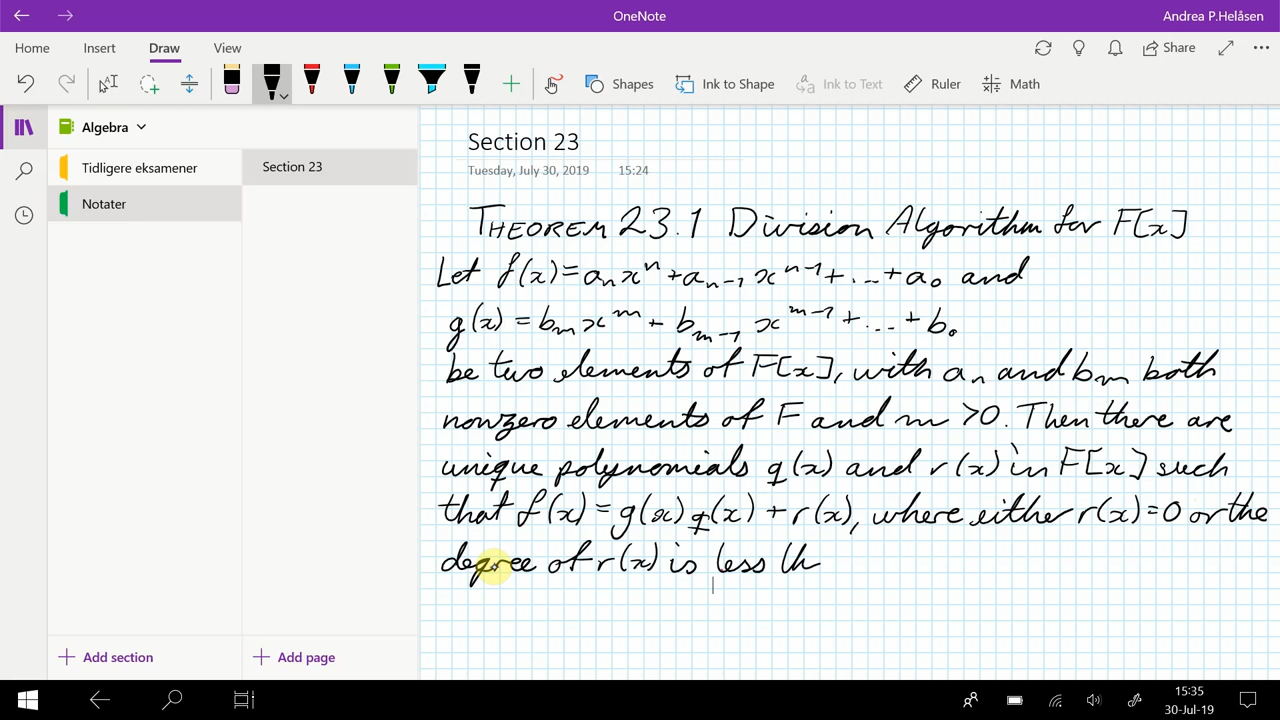 OneNote
Andrea P.Helåsen
Home Insert Draw View
Share
Shapes Ink to Shape Ink to Text Ruler Math
Algebra
Tidligere eksamener
Notater
Section 23
Section 23
Tuesday, July 30, 2019 15:24
THEOREM 23.1 Division Algorithm for F[x]
Let f(x)=aₙxⁿ+aₙ₋₁xⁿ⁻¹+...+a₀ and
g(x)=bₘxᵐ+bₘ₋₁xᵐ⁻¹+...+b₀
be two elements of F[x], with aₙ and bₘ both
nonzero elements of F and m >0. Then there are
unique polynomials q(x) and r(x) in F[x] such
that f(x)=g(x)q(x)+r(x), where either r(x)=0 or the
degree of r(x) is less th
Add section
Add page
15:35
30-Jul-19